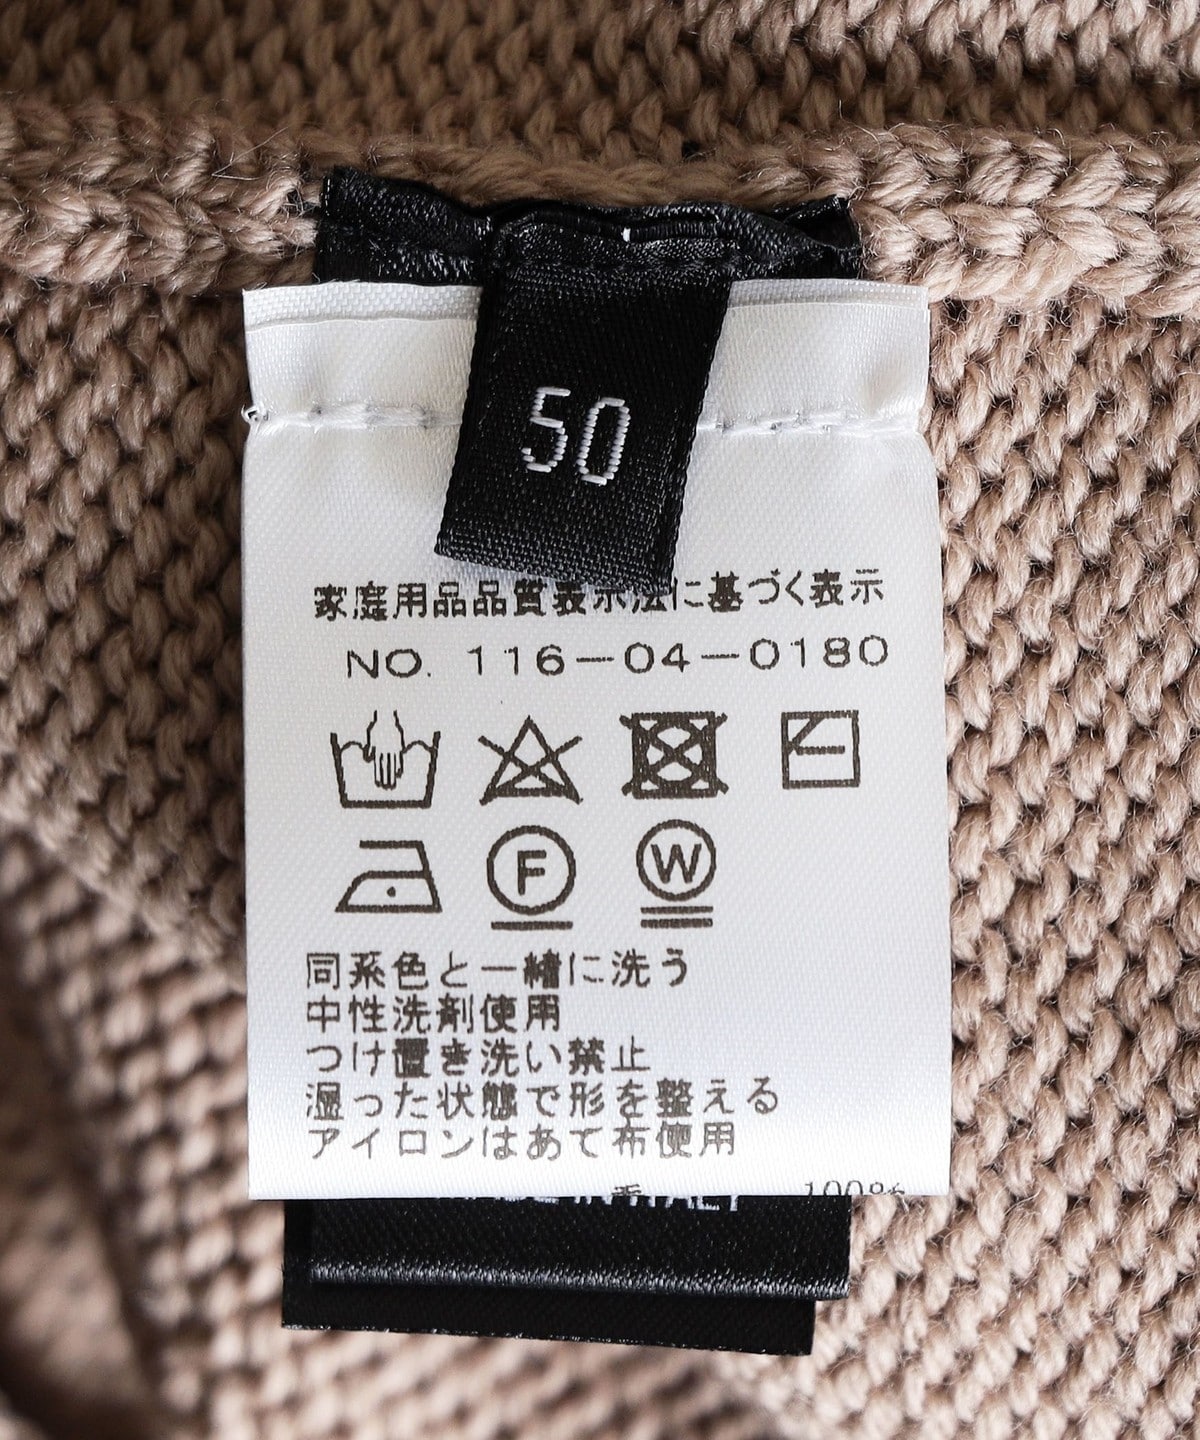 50
家庭用品品質表示法に基づく表示
NO. 116-04-0180
F
W
同系色と一緒に洗う
中性洗剤使用
つけ置き洗い禁止
湿った状態で形を整える
アイロンはあて布使用
100%
IN ITALY